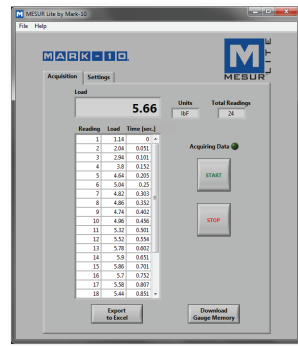 MESUR Lite by Mark-10
File Help
MARK-10
MESUR
LITE
Acquisition Settings
Load
5.66
Units
lbF
Total Readings
24
Reading Load Time [sec.]
1 1.14 0
2 2.04 0.051
3 2.94 0.101
4 3.8 0.152
5 4.64 0.205
6 5.04 0.25
7 4.82 0.303
8 4.86 0.352
9 4.74 0.402
10 4.96 0.456
11 5.32 0.501
12 5.52 0.554
13 5.78 0.602
14 5.9 0.651
15 5.86 0.701
16 5.7 0.752
17 5.58 0.807
18 5.44 0.851
Acquiring Data
START
STOP
Export
to Excel
Download
Gauge Memory